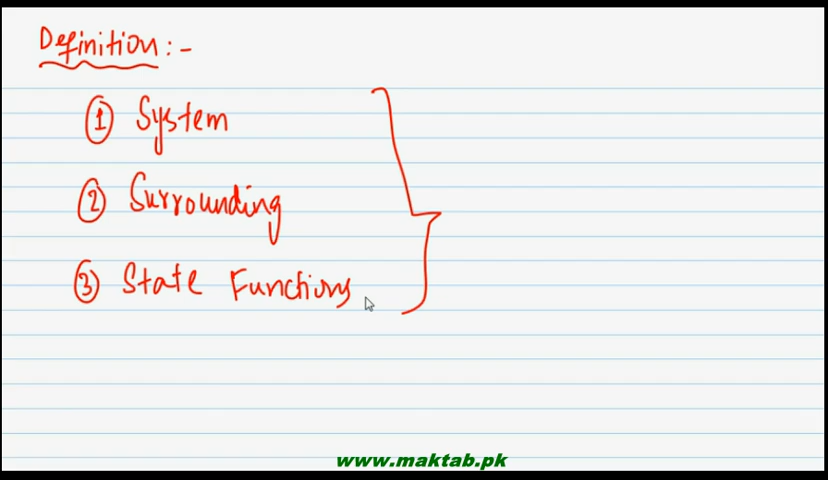 Definition:-
① System
② Surrounding
③ State Functions
www.maktab.pk